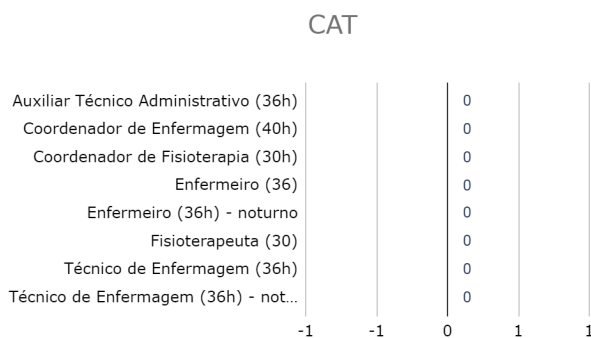 CAT
Auxiliar Técnico Administrativo (36h) 0
Coordenador de Enfermagem (40h) 0
Coordenador de Fisioterapia (30h) 0
Enfermeiro (36) 0
Enfermeiro (36h) - noturno 0
Fisioterapeuta (30) 0
Técnico de Enfermagem (36h) 0
Técnico de Enfermagem (36h) - not... 0
-1 -1 0 1 1